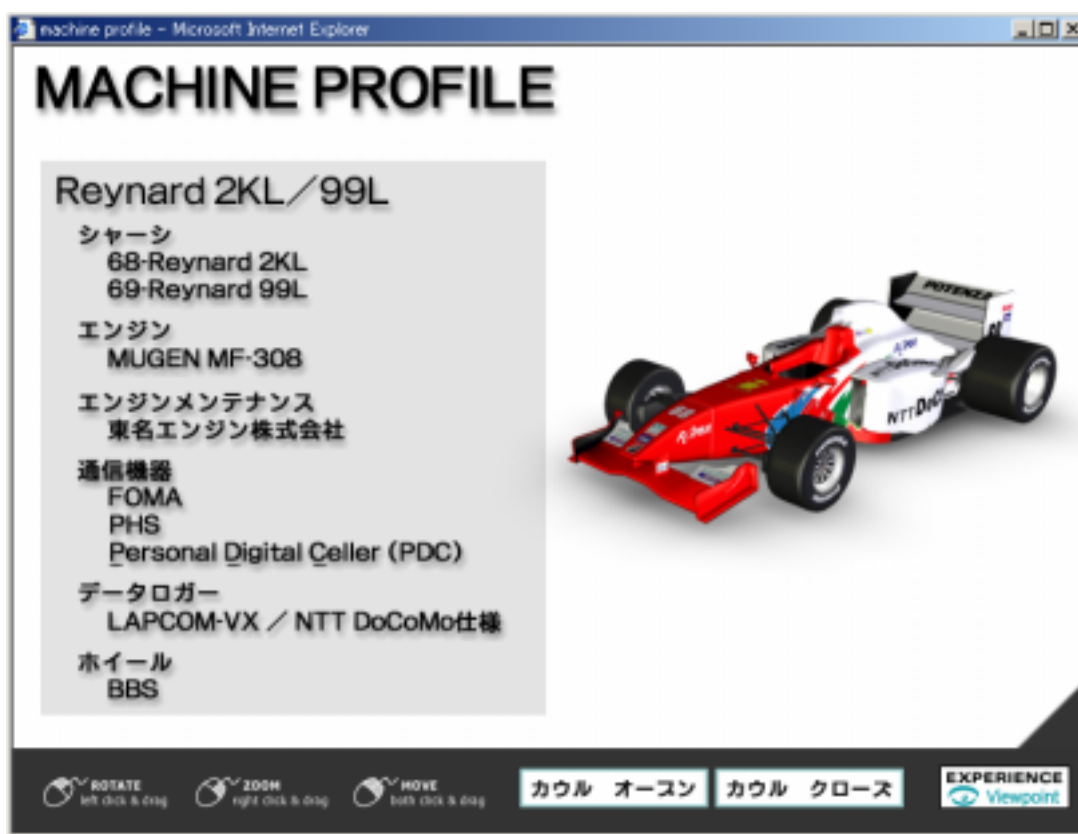 machine profile - Microsoft Internet Explorer
MACHINE PROFILE
Reynard 2KL／99L
シャーシ
68-Reynard 2KL
69-Reynard 99L
エンジン
MUGEN MF-308
エンジンメンテナンス
東名エンジン株式会社
通信機器
FOMA
PHS
Personal Digital Celler (PDC)
データロガー
LAPCOM-VX ／ NTT DoCoMo仕様
ホイール
BBS
POTENZA
68
NTT DoCo
ROTATE
left click & drag
ZOOM
right click & drag
MOVE
both click & drag
カウル オープン
カウル クローズ
EXPERIENCE
Viewpoint